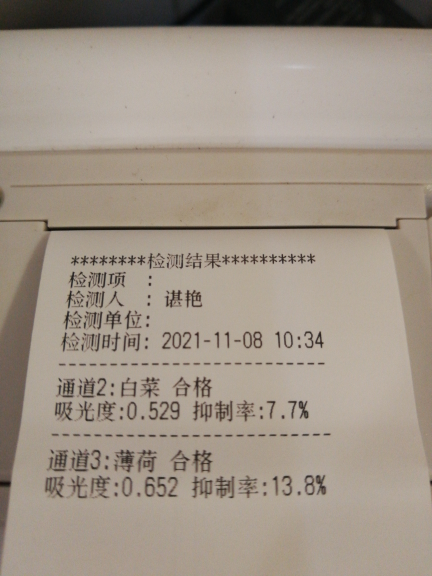 ********检测结果**********
检测项 :
检测人 : 谌艳
检测单位:
检测时间: 2021-11-08 10:34
----------------------------
通道2:白菜 合格
吸光度:0.529 抑制率:7.7%
----------------------------
通道3:薄荷 合格
吸光度:0.652 抑制率:13.8%